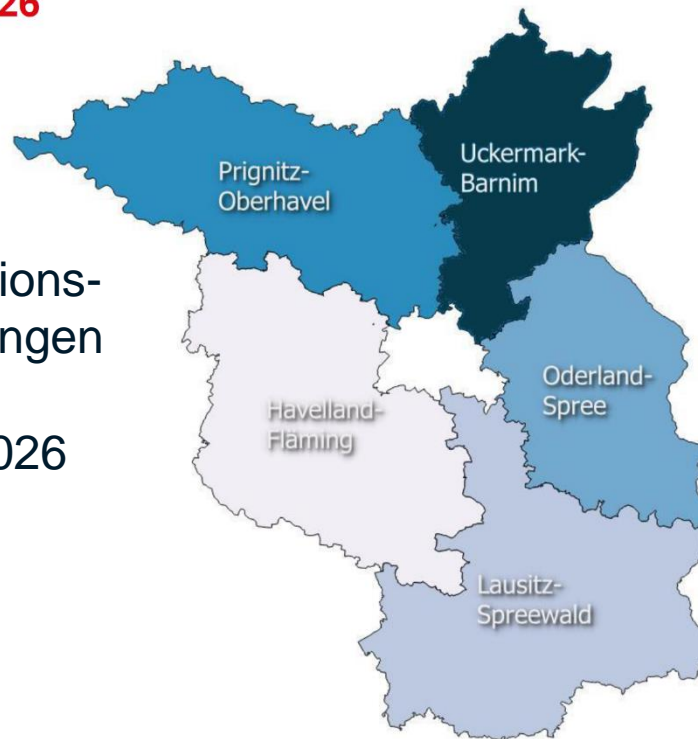 26
Prignitz-
Oberhavel
Uckermark-
Barnim
ions-
ngen
026
Oderland-
Spree
Havelland-
Fläming
Lausitz-
Spreewald